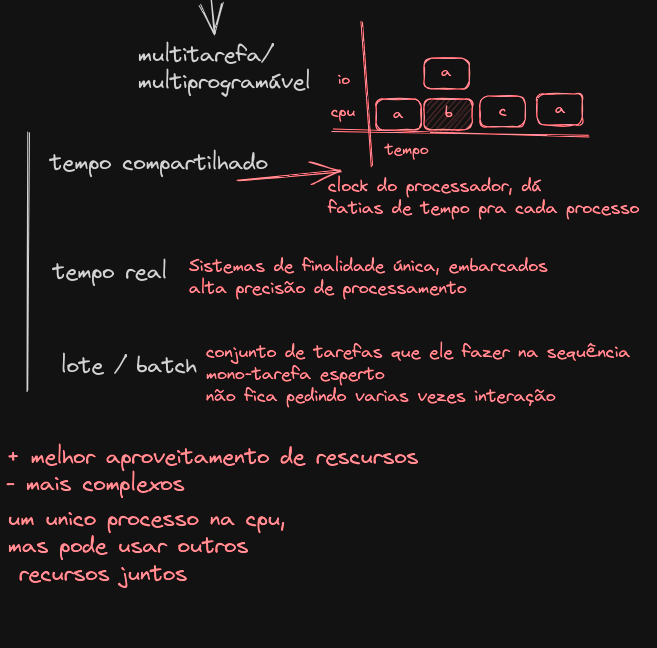 multitarefa/
multiprogramável
io
a
cpu
a
b
c
a
tempo
tempo compartilhado
clock do processador, dá
fatias de tempo pra cada processo
tempo real
Sistemas de finalidade única, embarcados
alta precisão de processamento
lote / batch
conjunto de tarefas que ele fazer na sequência
mono-tarefa esperto
não fica pedindo varias vezes interação
+ melhor aproveitamento de rescursos
- mais complexos
um unico processo na cpu,
mas pode usar outros
recursos juntos